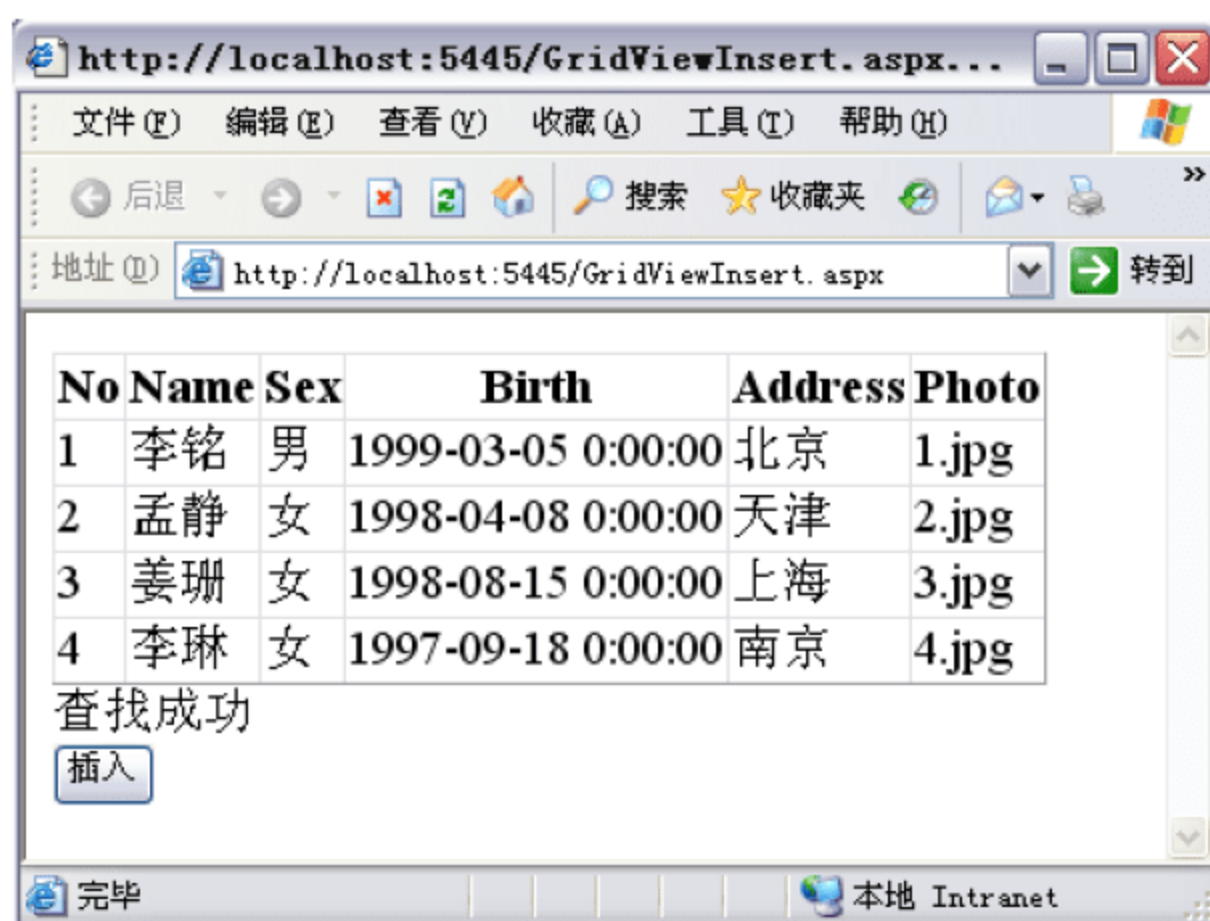 http://localhost:5445/GridViewInsert.aspx...
文件(F) 编辑(E) 查看(V) 收藏(A) 工具(T) 帮助(H)
后退 搜索 收藏夹 »
地址(D) http://localhost:5445/GridViewInsert.aspx 转到
No Name Sex Birth Address Photo
1 李铭 男 1999-03-05 0:00:00 北京 1.jpg
2 孟静 女 1998-04-08 0:00:00 天津 2.jpg
3 姜珊 女 1998-08-15 0:00:00 上海 3.jpg
4 李琳 女 1997-09-18 0:00:00 南京 4.jpg
查找成功
插入
完毕 本地 Intranet